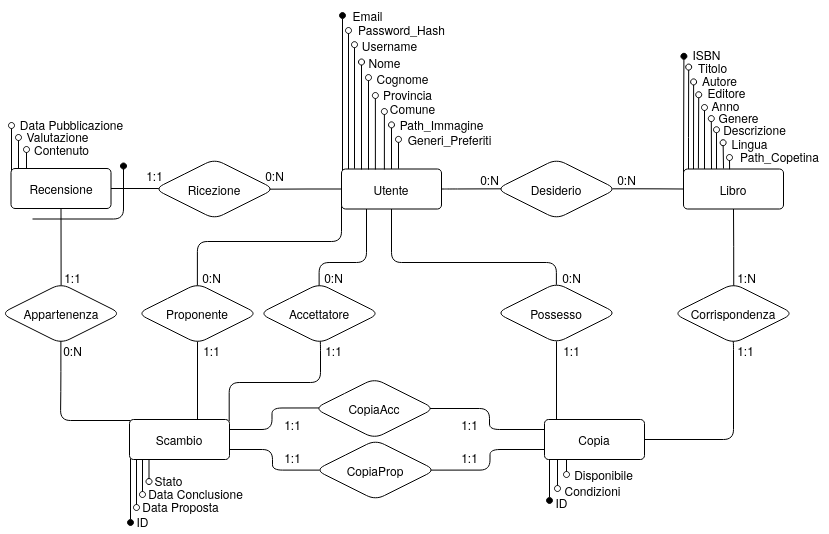 Email
Password_Hash
Username
Nome
Cognome
Provincia
Comune
Path_Immagine
Generi_Preferiti
ISBN
Titolo
Autore
Editore
Anno
Genere
Descrizione
Lingua
Path_Copetina
Data Pubblicazione
Valutazione
Contenuto
Recensione
1:1
Ricezione
0:N
Utente
0:N
Desiderio
0:N
Libro
1:1
0:N
0:N
0:N
1:N
Appartenenza
Proponente
Accettatore
Possesso
Corrispondenza
0:N
1:1
1:1
1:1
1:1
Scambio
1:1
CopiaAcc
1:1
Copia
1:1
CopiaProp
1:1
Stato
Data Conclusione
Data Proposta
ID
Disponibile
Condizioni
ID